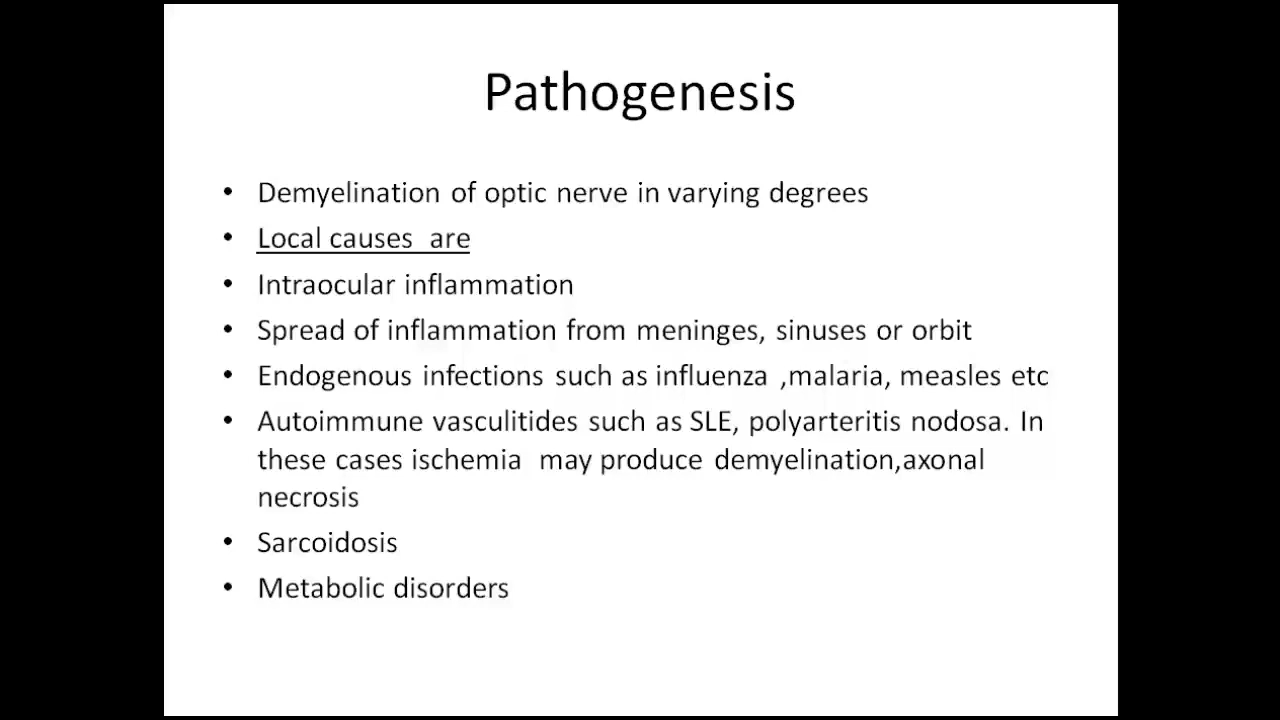 Pathogenesis
• Demyelination of optic nerve in varying degrees
• Local causes are
• Intraocular inflammation
• Spread of inflammation from meninges, sinuses or orbit
• Endogenous infections such as influenza ,malaria, measles etc
• Autoimmune vasculitides such as SLE, polyarteritis nodosa. In
these cases ischemia may produce demyelination,axonal
necrosis
• Sarcoidosis
• Metabolic disorders